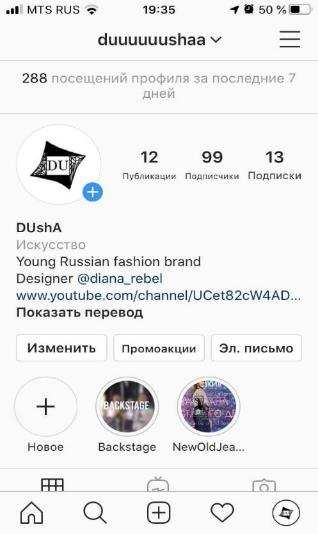 MTS RUS 19:35 50 %
duuuuuushaa
288 посещений профиля за последние 7
дней
DU
12 99 13
Публикации Подписчики Подписки
DUshA
Искусство
Young Russian fashion brand
Designer @diana_rebel
www.youtube.com/channel/UCet82cW4AD...
Показать перевод
Изменить Промоакции Эл. письмо
BACKSTAGE
Новое Backstage NewOldJea...